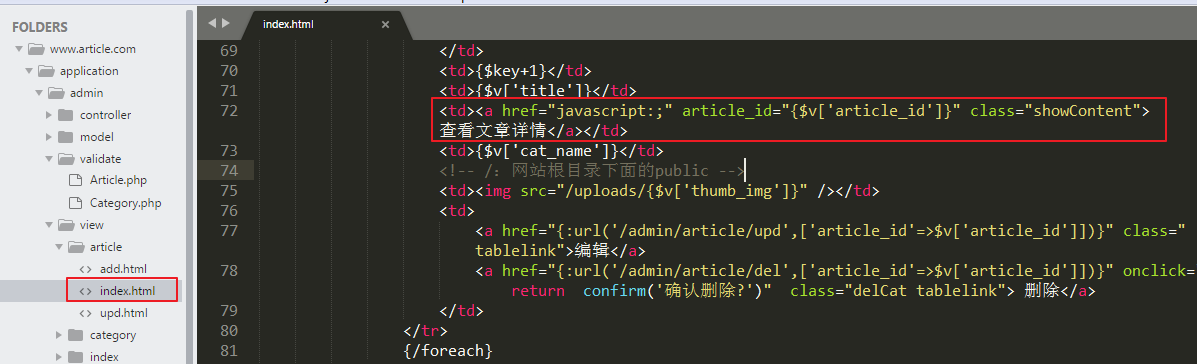 FOLDERS
www.article.com
application
admin
controller
model
validate
Article.php
Category.php
view
article
<> add.html
<> index.html
<> upd.html
category
index
index.html ×
69 </td>
70 <td>{$key+1}</td>
71 <td>{$v['title']}</td>
72 <td><a href="javascript:;" article_id="{$v['article_id']}" class="showContent">
查看文章详情</a></td>
73 <td>{$v['cat_name']}</td>
74 <!-- /: 网站根目录下面的public -->
75 <td><img src="/uploads/{$v['thumb_img']}" /></td>
76 <td>
77 <a href="{:url('/admin/article/upd',['article_id'=>$v['article_id']])}" class="
tablelink">编辑</a>
78 <a href="{:url('/admin/article/del',['article_id'=>$v['article_id']])}" onclick=
return confirm('确认删除?')" class="delCat tablelink"> 删除</a>
79 </td>
80 </tr>
81 {/foreach}